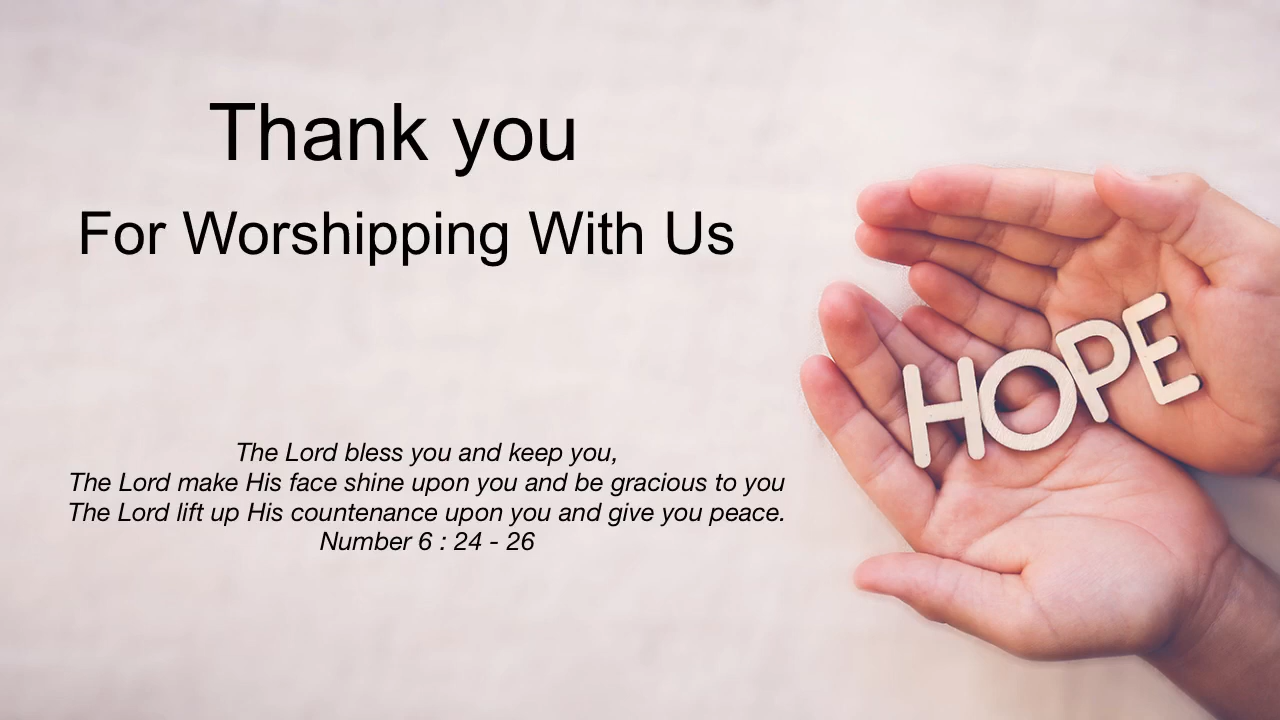 Thank you
For Worshipping With Us
HOPE
The Lord bless you and keep you,
The Lord make His face shine upon you and be gracious to you
The Lord lift up His countenance upon you and give you peace.
Number 6 : 24 - 26